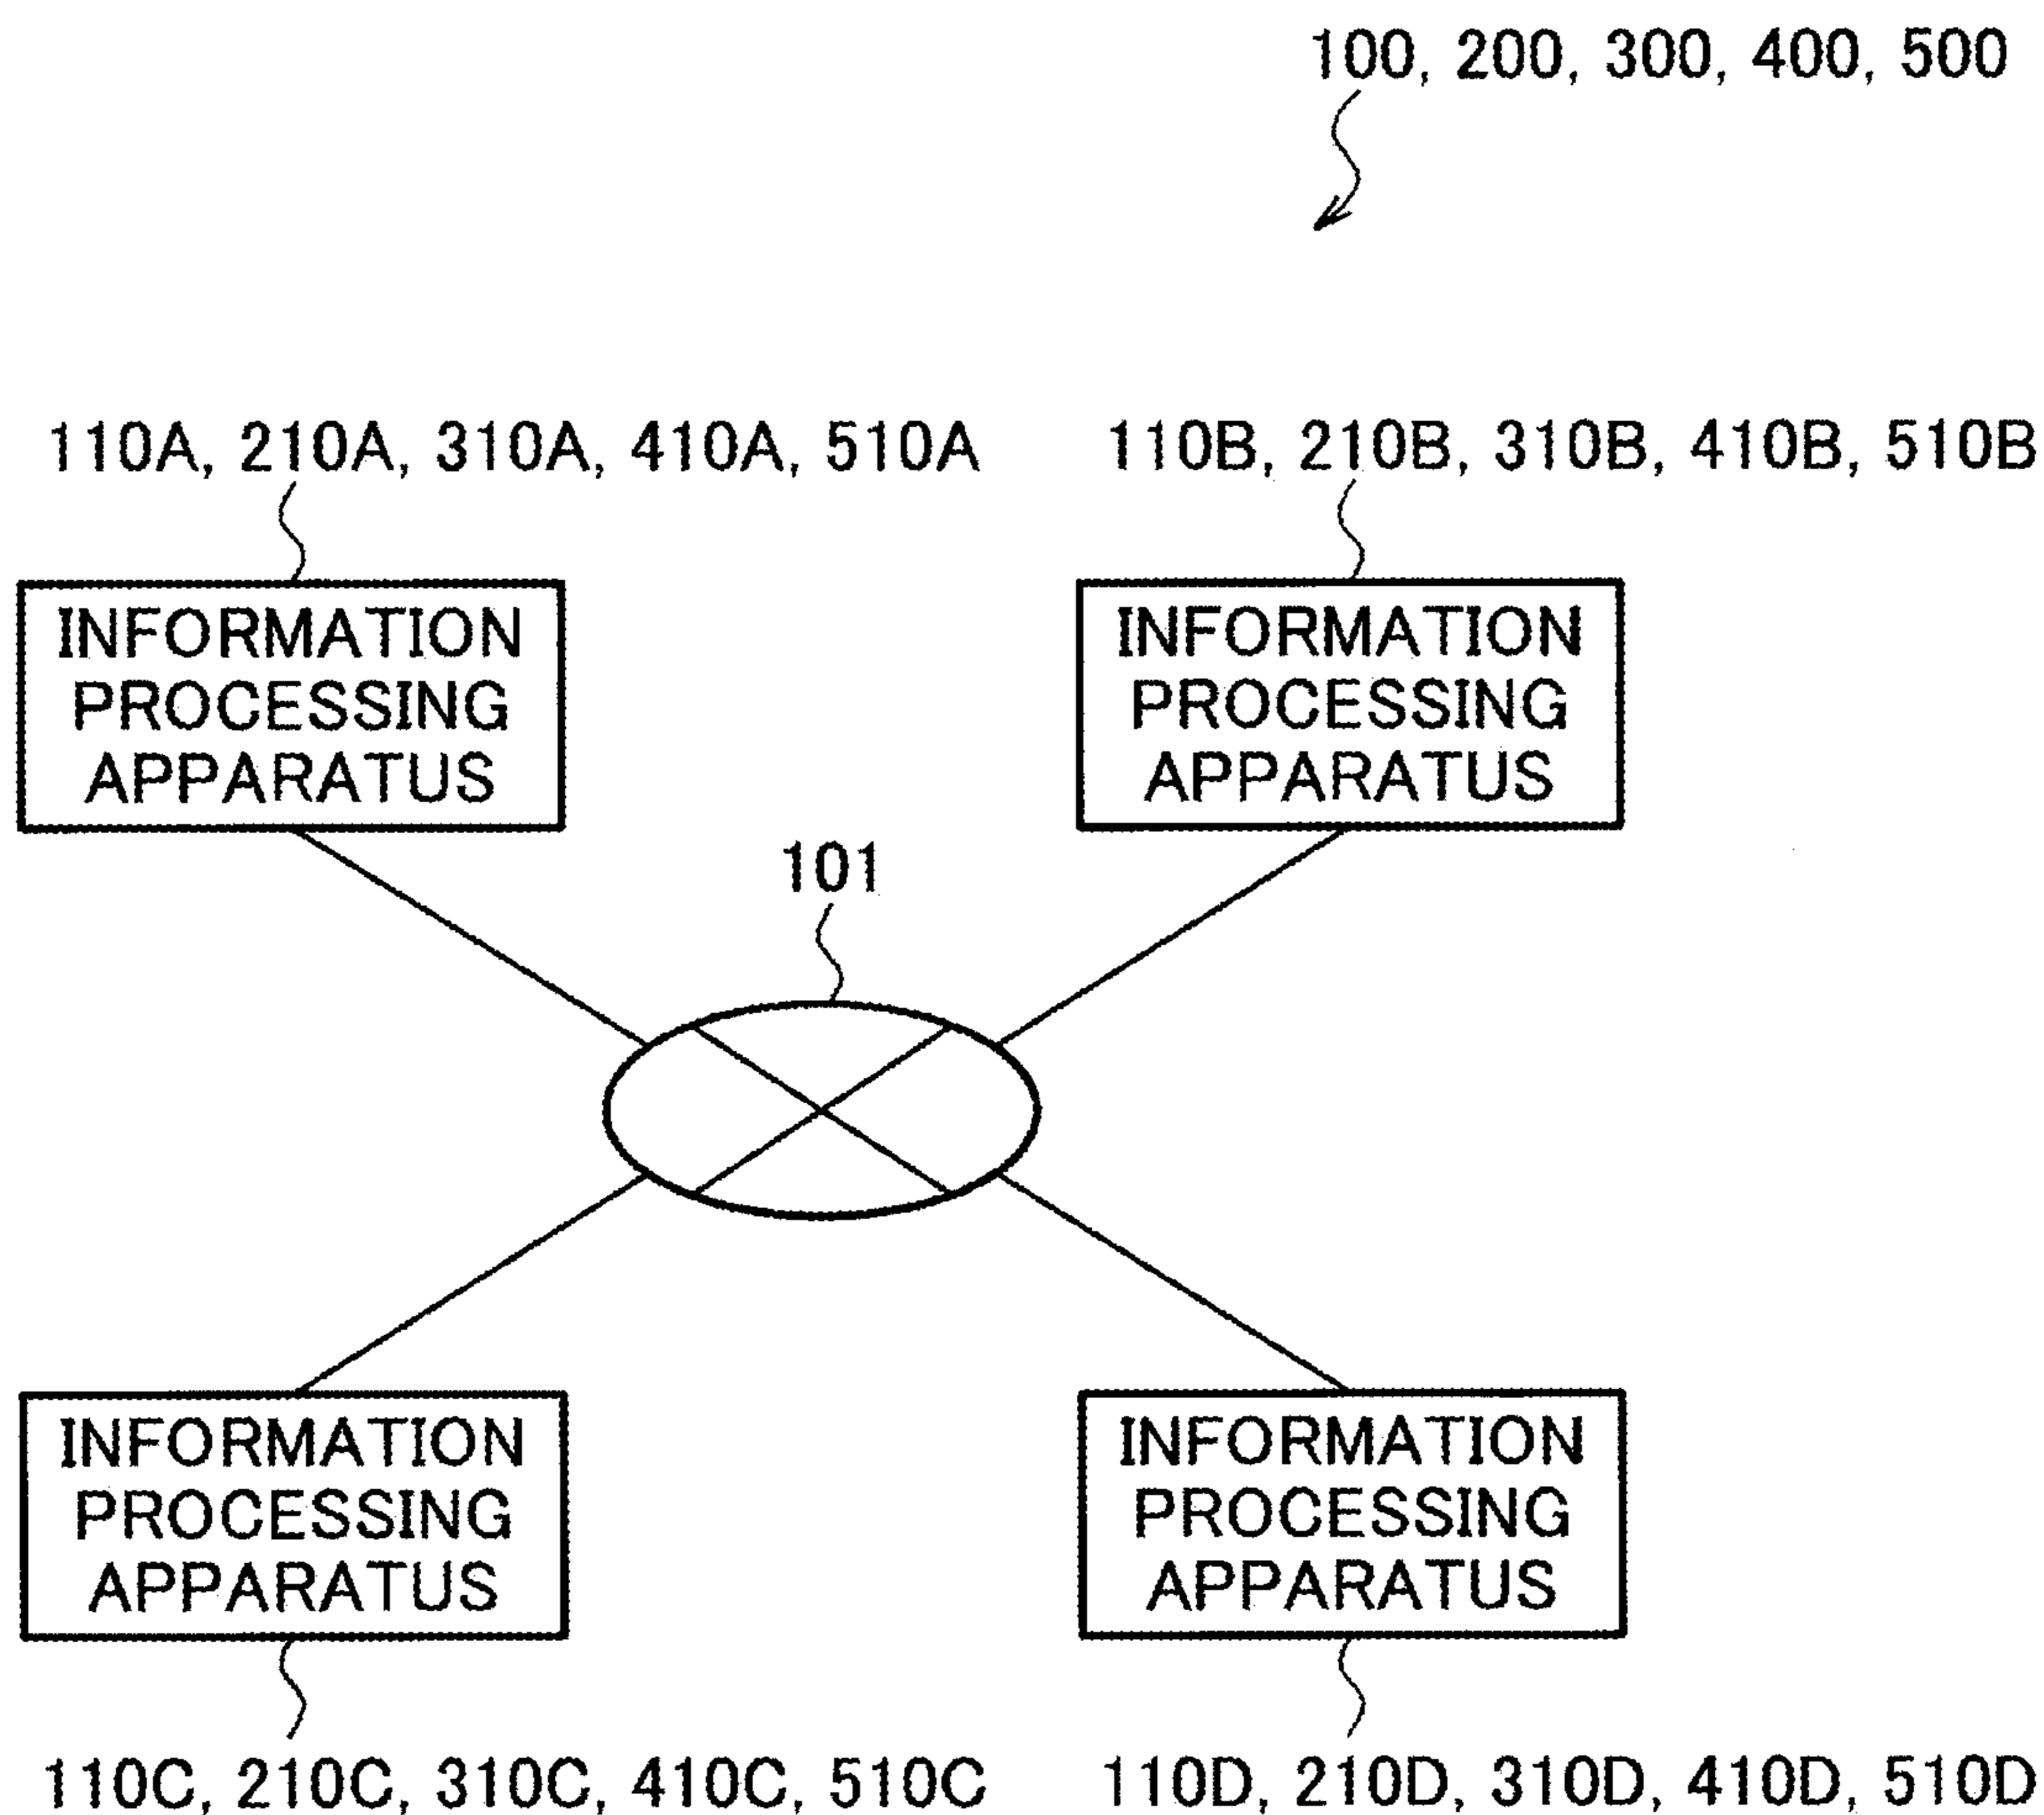 100, 200, 300, 400, 500
110A, 210A, 310A, 410A, 510A
110B, 210B, 310B, 410B, 510B
INFORMATION
PROCESSING
APPARATUS
INFORMATION
PROCESSING
APPARATUS
101
INFORMATION
PROCESSING
APPARATUS
INFORMATION
PROCESSING
APPARATUS
110C, 210C, 310C, 410C, 510C
110D, 210D, 310D, 410D, 510D